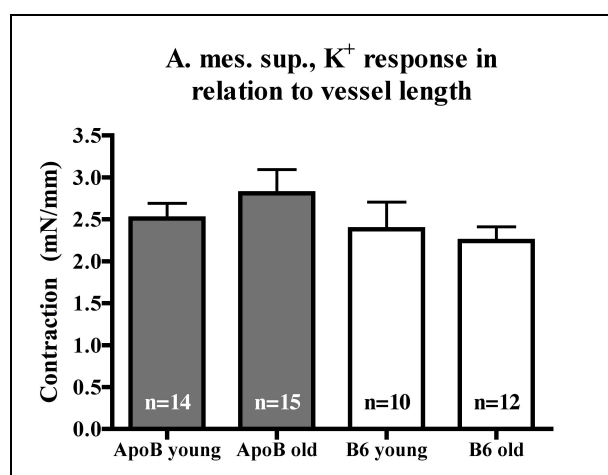 A. mes. sup., K⁺ response in
relation to vessel length
Contraction (mN/mm)
3.5
3.0
2.5
2.0
1.5
1.0
0.5
0.0
n=14 n=15 n=10 n=12
ApoB young ApoB old B6 young B6 old